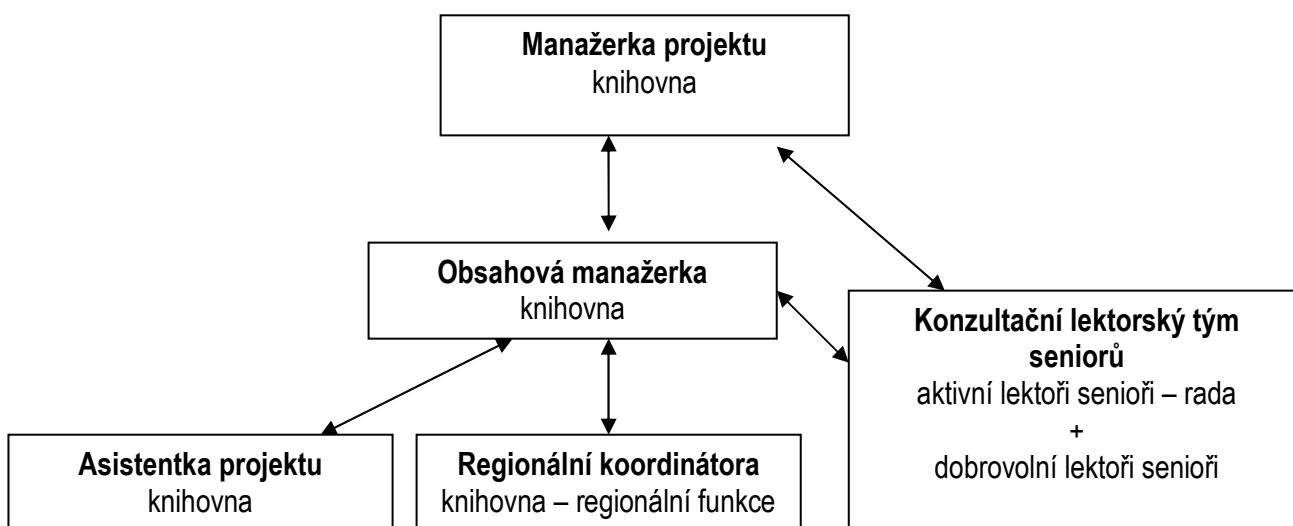 Manažerka projektu
knihovna
Obsahová manažerka
knihovna
Konzultační lektorský tým
seniorů
aktivní lektoři senioři – rada
+
dobrovolní lektoři senioři
Asistentka projektu
knihovna
Regionální koordinátora
knihovna – regionální funkce